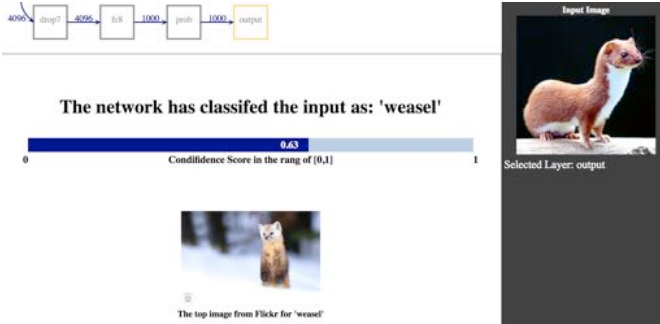 4096 drop7 4096 fc8 1000 prob 1000 output
Input Image
The network has classifed the input as: 'weasel'
0.63
0 Condifidence Score in the rang of [0,1] 1
Selected Layer: output
The top image from Flickr for 'weasel'